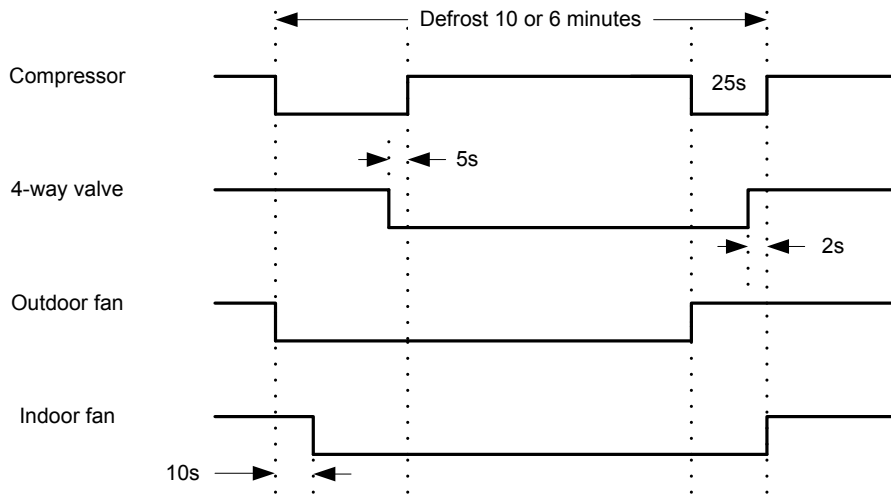 Defrost 10 or 6 minutes
Compressor
25s
5s
4-way valve
2s
Outdoor fan
Indoor fan
10s